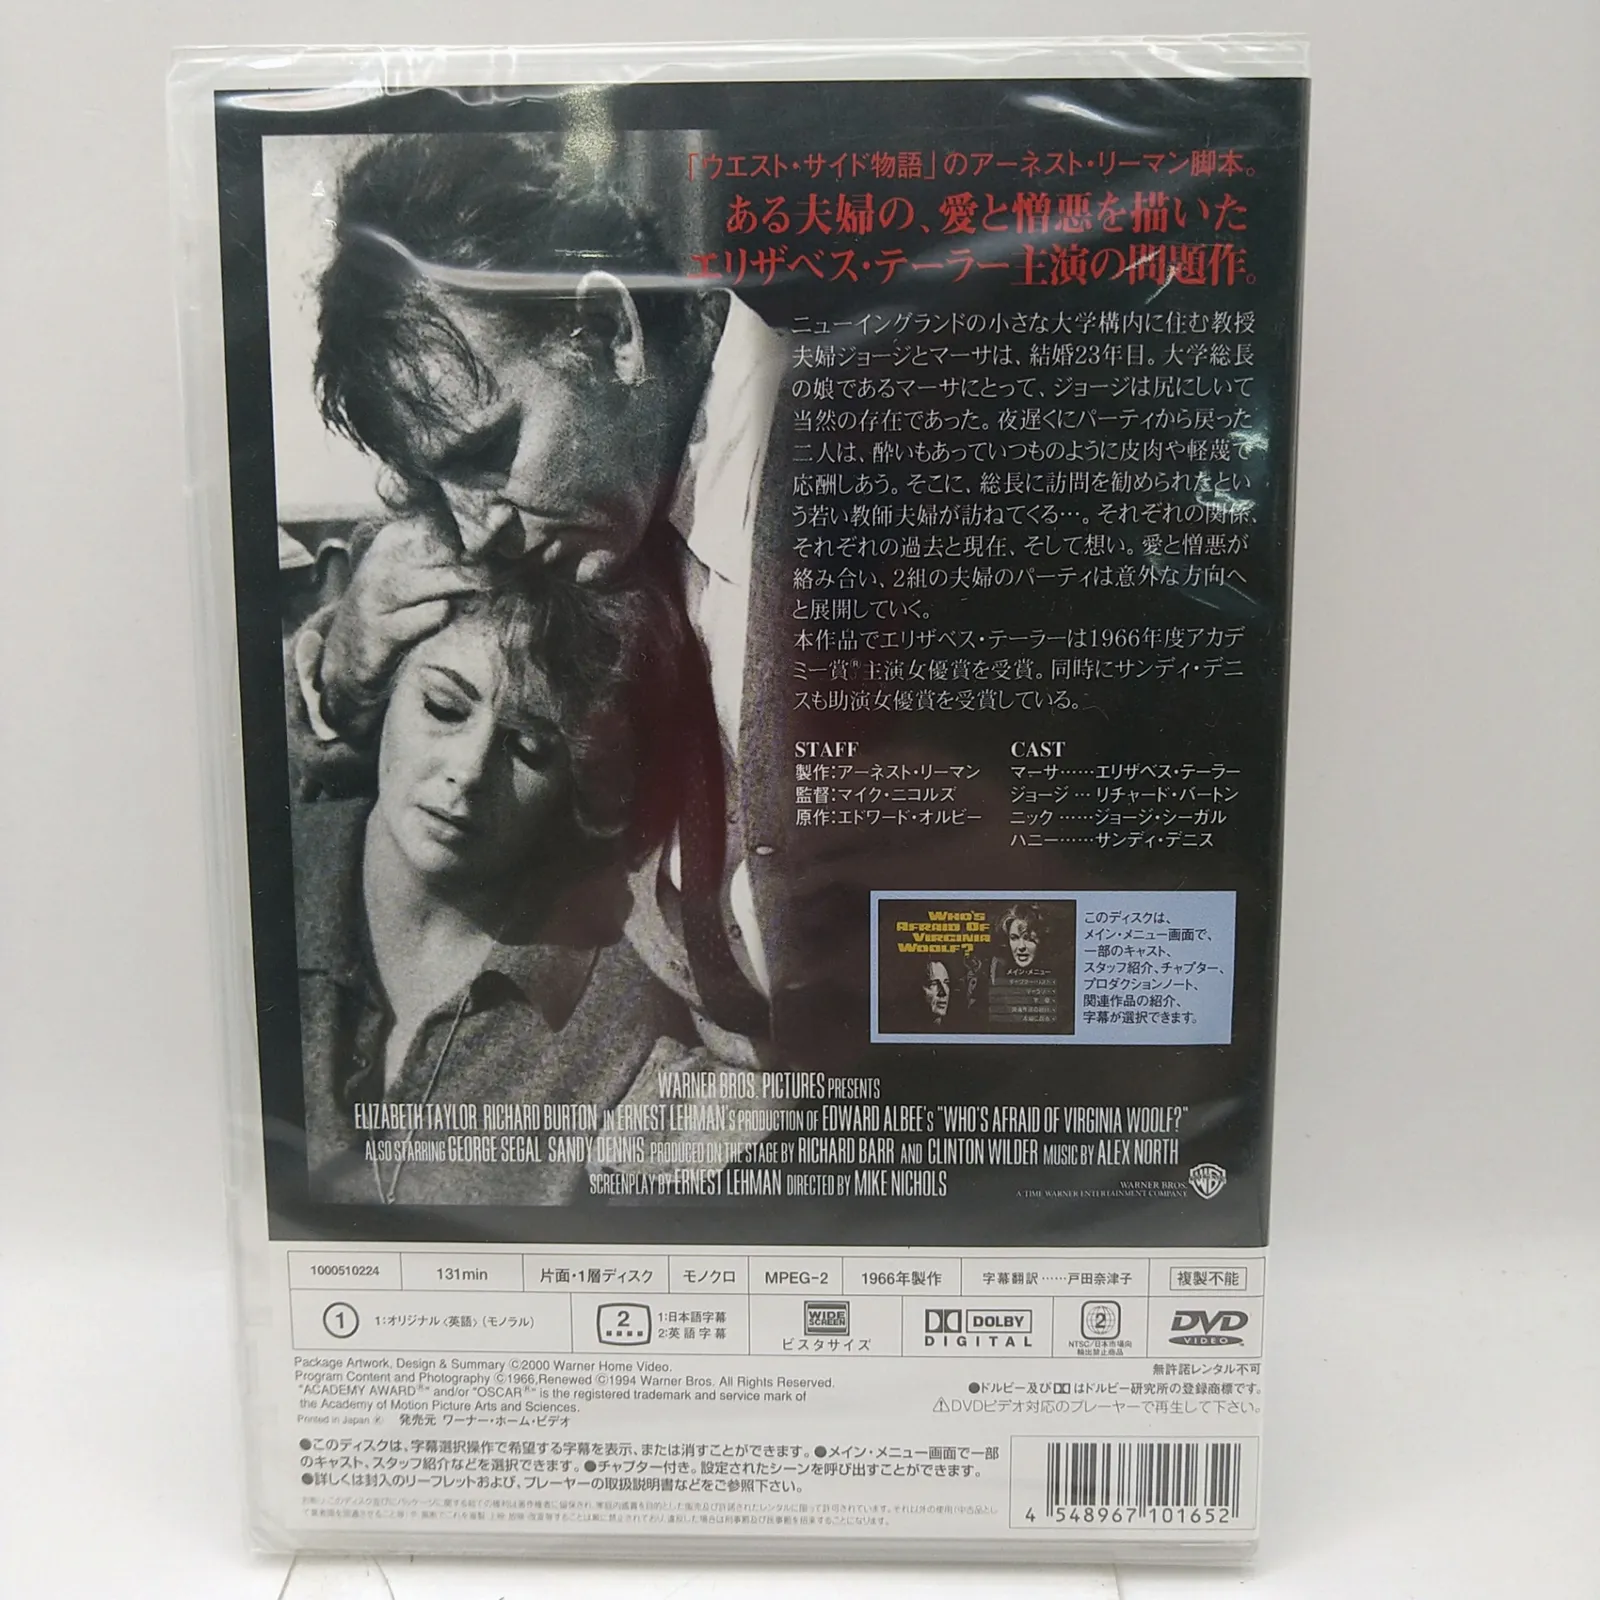 「ウエスト・サイド物語」のアーネスト・リーマン脚本。
ある夫婦の、愛と憎悪を描いた
エリザベス・テーラー主演の問題作。
ニューイングランドの小さな大学構内に住む教授
夫婦ジョージとマーサは、結婚23年目。大学総長
の娘であるマーサにとって、ジョージは尻にしいて
当然の存在であった。夜遅くにパーティから戻った
二人は、酔いもあっていつものように皮肉や軽蔑で
応酬しあう。そこに、総長に訪問を勧められたとい
う若い教師夫婦が訪ねてくる…。それぞれの関係、
それぞれの過去と現在、そして想い。愛と憎悪が
絡み合い、2組の夫婦のパーティは意外な方向へ
と展開していく。
本作品でエリザベス・テーラーは1966年度アカデ
ミー賞®主演女優賞を受賞。同時にサンディ・デニ
スも助演女優賞を受賞している。
STAFF
製作:アーネスト・リーマン
監督:マイク・ニコルズ
原作:エドワード・オルビー
CAST
マーサ……エリザベス・テーラー
ジョージ…リチャード・バートン
ニック……ジョージ・シーガル
ハニー……サンディ・デニス
WHO'S
AFRAID OF
VIRGINIA
WOOLF?
メイン・メニュー
このディスクは、
メイン・メニュー画面で、
一部のキャスト、
スタッフ紹介、チャプター、
プロダクションノート、
関連作品の紹介、
字幕が選択できます。
WARNER BROS. PICTURES PRESENTS
ELIZABETH TAYLOR RICHARD BURTON IN ERNEST LEHMAN'S PRODUCTION OF EDWARD ALBEE'S "WHO'S AFRAID OF VIRGINIA WOOLF?"
ALSO STARRING GEORGE SEGAL SANDY DENNIS PRODUCED ON THE STAGE BY RICHARD BARR AND CLINTON WILDER MUSIC BY ALEX NORTH
SCREENPLAY BY ERNEST LEHMAN DIRECTED BY MIKE NICHOLS
WARNER BROS.
A TIME WARNER ENTERTAINMENT COMPANY
WB
1000510224
131min
片面・1層ディスク
モノクロ
MPEG-2
1966年製作
字幕翻訳……戸田奈津子
複製不能
1
1:オリジナル〈英語〉(モノラル)
2
1:日本語字幕
2:英語字幕
WIDE
SCREEN
ビスタサイズ
DOLBY
DIGITAL
2
NTSC/日本市場向
輸出禁止商品
DVD
VIDEO
Package Artwork, Design & Summary ©2000 Warner Home Video.
Program Content and Photography ©1966,Renewed ©1994 Warner Bros. All Rights Reserved.
"ACADEMY AWARD®" and/or "OSCAR®" is the registered trademark and service mark of
the Academy of Motion Picture Arts and Sciences.
Printed in Japan 発売元 ワーナー・ホーム・ビデオ
無許諾レンタル不可
●ドルビー及びDDはドルビー研究所の登録商標です。
⚠DVDビデオ対応のプレーヤーで再生して下さい。
●このディスクは、字幕選択操作で希望する字幕を表示、または消すことができます。●メイン・メニュー画面で一部
のキャスト、スタッフ紹介などを選択できます。●チャプター付き。設定されたシーンを呼び出すことができます。
●詳しくは封入のリーフレットおよび、プレーヤーの取扱説明書などをご参照下さい。
4 548967 101652